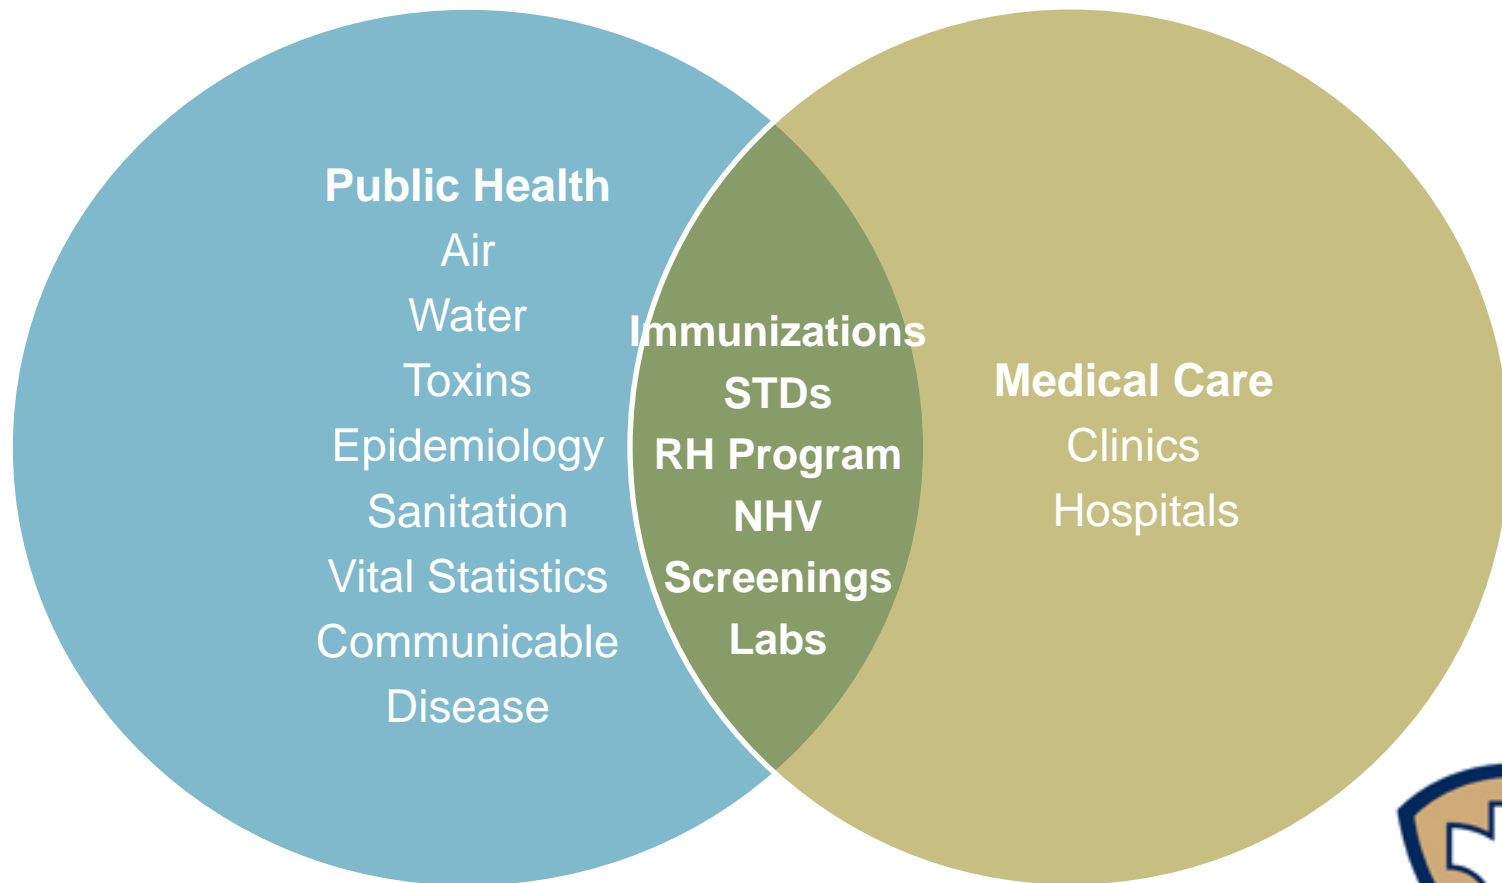 Public Health
Air
Water
Toxins
Epidemiology
Sanitation
Vital Statistics
Communicable
Disease
Immunizations
STDs
RH Program
NHV
Screenings
Labs
Medical Care
Clinics
Hospitals